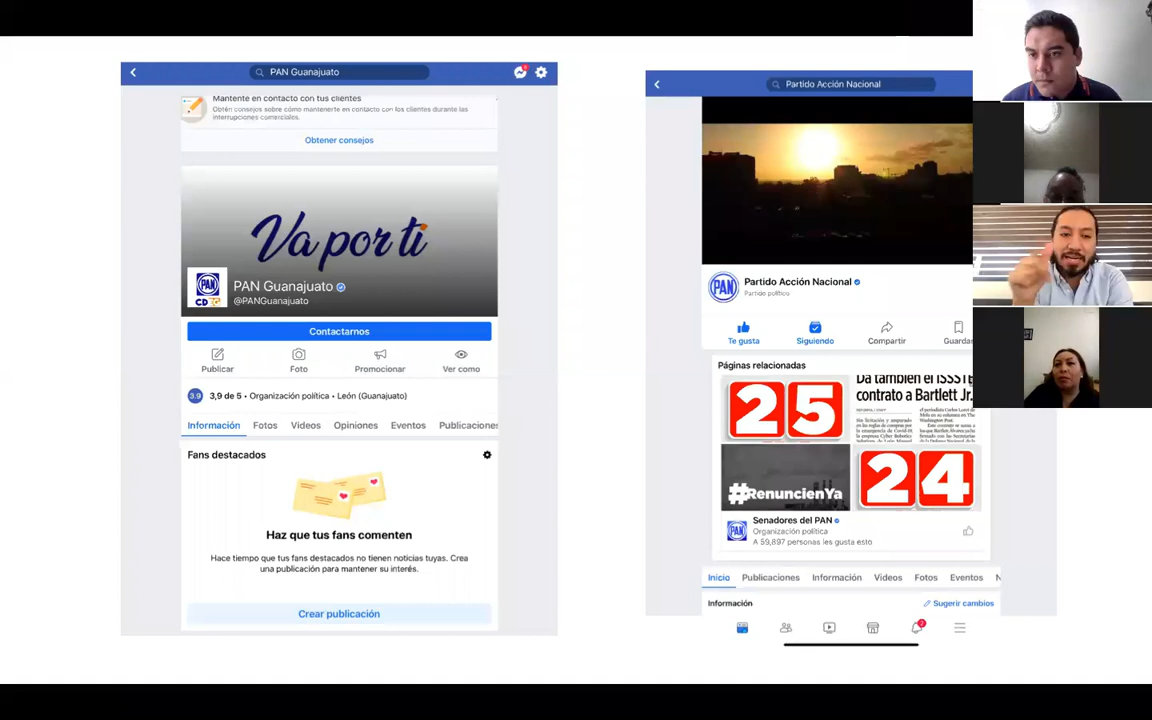 PAN Guanajuato
Mantente en contacto con tus clientes
Obtén consejos sobre cómo mantenerte en contacto con los clientes durante las
interrupciones comerciales.
Obtener consejos
Va por ti
PAN
CD
PAN Guanajuato
@PANGuanajuato
Contactarnos
Publicar
Foto
Promocionar
Ver como
3.9
3,9 de 5 • Organización política • León (Guanajuato)
Información
Fotos
Videos
Opiniones
Eventos
Publicaciones
Fans destacados
Haz que tus fans comenten
Hace tiempo que tus fans destacados no tienen noticias tuyas. Crea
una publicación para mantener su interés.
Crear publicación
Partido Acción Nacional
PAN
Partido Acción Nacional
Partido político
Te gusta
Siguiendo
Compartir
Guardar
Páginas relacionadas
25
Da también el ISSSTE
contrato a Bartlett Jr.
#RenuncienYa
24
PAN
Senadores del PAN
Organización política
A 59,897 personas les gusta esto
Inicio
Publicaciones
Información
Videos
Fotos
Eventos
N
Información
Sugerir cambios
2